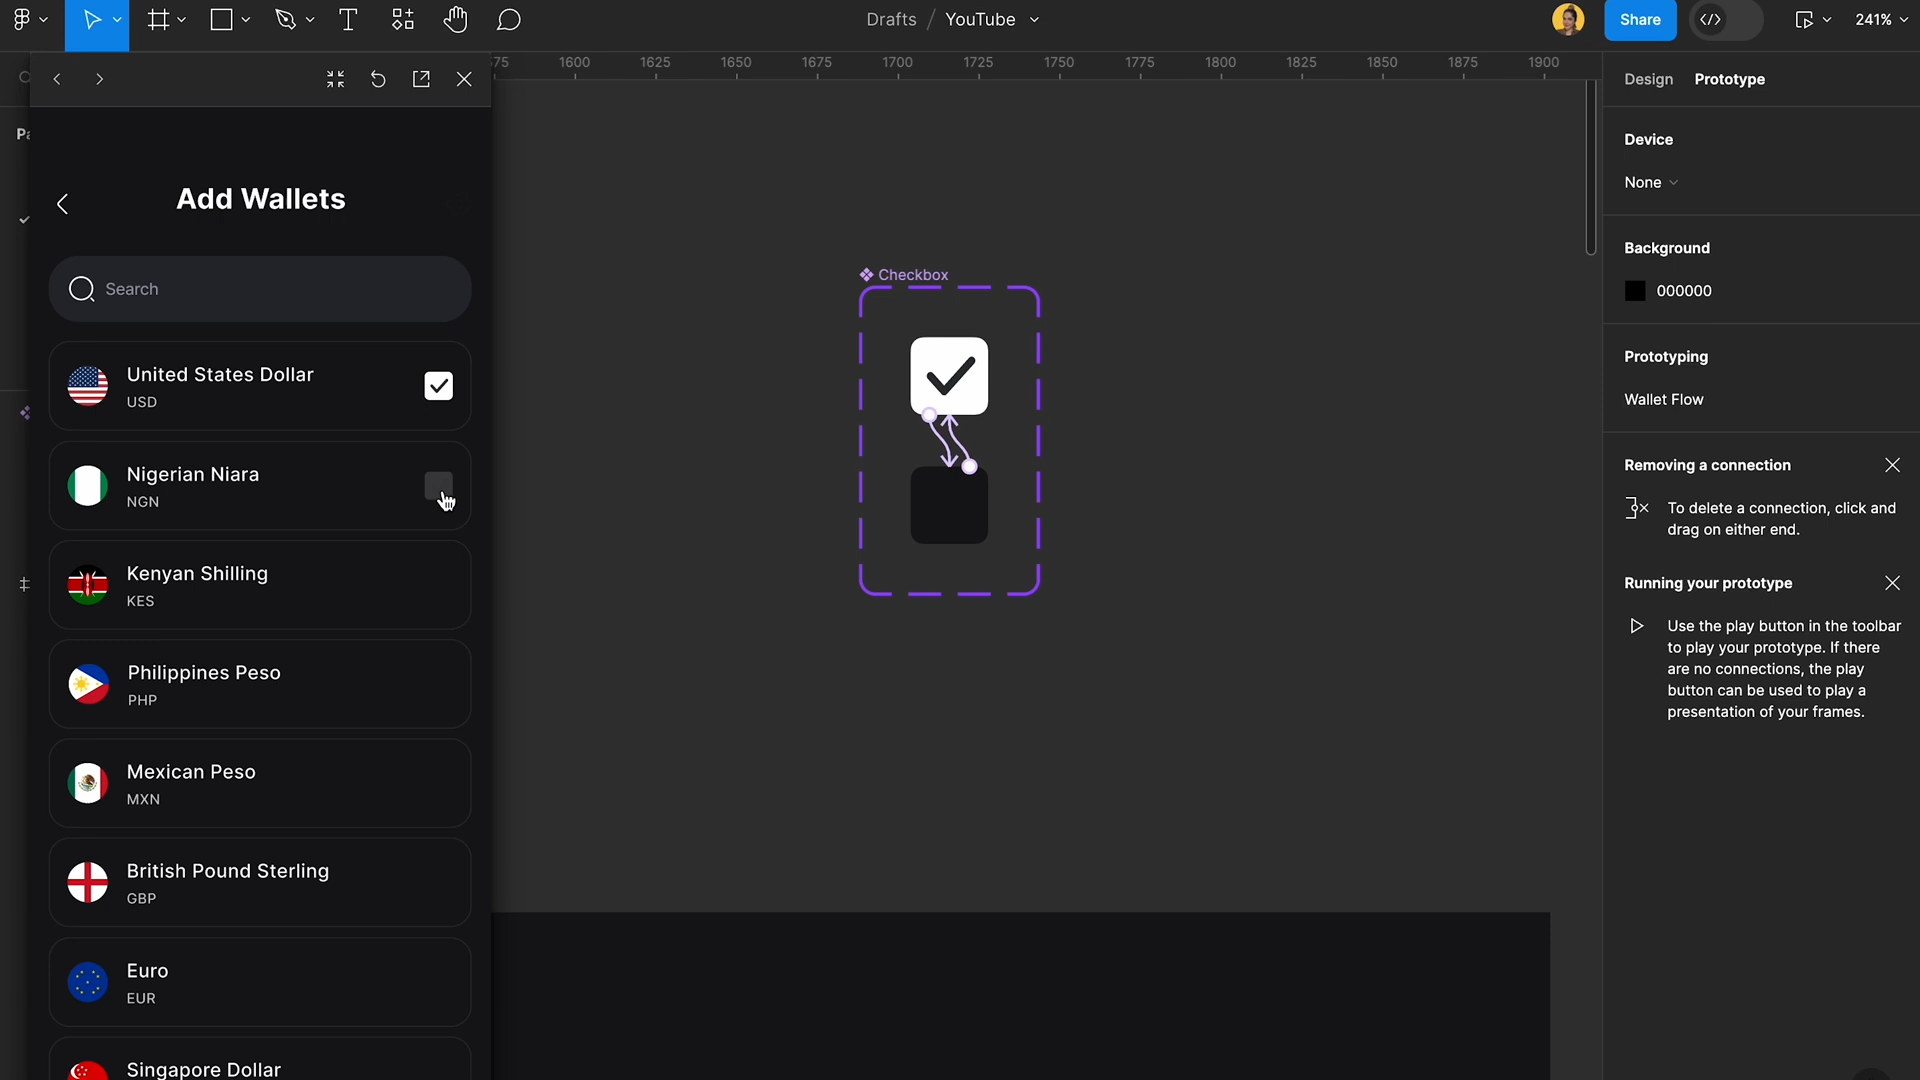 Drafts / YouTube
Share
241%
75 1600 1625 1650 1675 1700 1725 1750 1775 1800 1825 1850 1875 1900
Pa
Add Wallets
Search
United States Dollar
USD
Nigerian Niara
NGN
Kenyan Shilling
KES
Philippines Peso
PHP
Mexican Peso
MXN
British Pound Sterling
GBP
Euro
EUR
Singapore Dollar
Checkbox
Design Prototype
Device
None
Background
000000
Prototyping
Wallet Flow
Removing a connection
To delete a connection, click and
drag on either end.
Running your prototype
Use the play button in the toolbar
to play your prototype. If there
are no connections, the play
button can be used to play a
presentation of your frames.